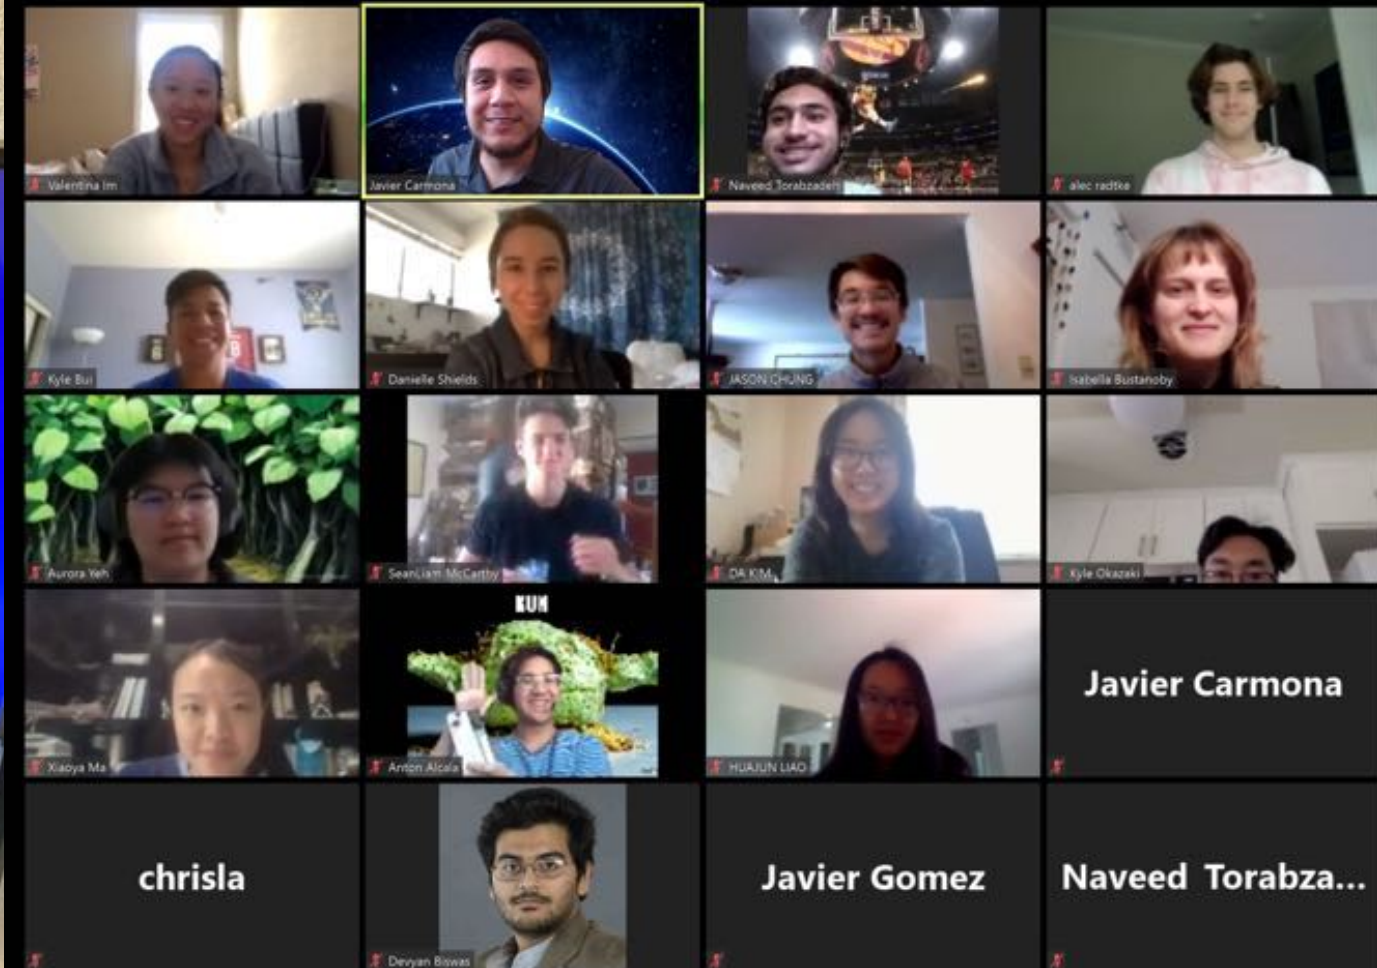 Valentina Im
Javier Carmona
Naveed Torabzadeh
alec radtke
Kyle Bui
Danielle Shields
JASON CHUNG
Isabella Bustanoby
Aurora Yeh
SeanLiam McCarthy
DA KIM
Kyle Okazaki
KUN
Xiaoya Ma
Anton Alcala
HUAJUN LIAO
Javier Carmona
chrisla
Devyan Biswas
Javier Gomez
Naveed Torabza...